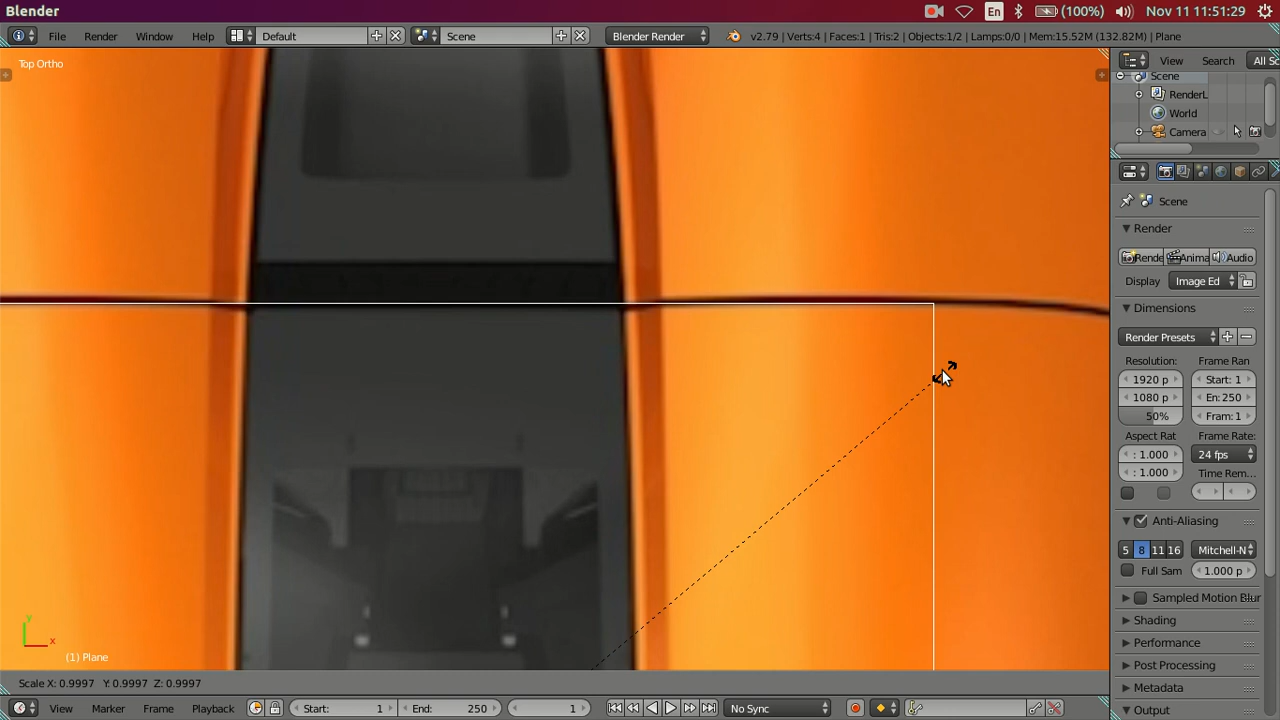 Blender
En
(100%)
Nov 11 11:51:29
File Render Window Help Default Scene Blender Render v2.79 | Verts:4 | Faces:1 | Tris:2 | Objects:1/2 | Lamps:0/0 | Mem:15.52M (132.82M) | Plane
Top Ortho
View Search All Sc
Scene
RenderL
World
Camera
Scene
Render
Rende Anima Audio
Display Image Ed
Dimensions
Render Presets
Resolution: Frame Ran
1920 p Start: 1
1080 p En: 250
50% Fram: 1
Aspect Rat Frame Rate:
: 1.000 24 fps
: 1.000 Time Rem...
Anti-Aliasing
5 8 11 16 Mitchell-N
Full Sam 1.000 p
Sampled Motion Blur
Shading
Performance
Post Processing
Metadata
Output
y
x
(1) Plane
Scale X: 0.9997 Y: 0.9997 Z: 0.9997
View Marker Frame Playback Start: 1 End: 250 1 No Sync